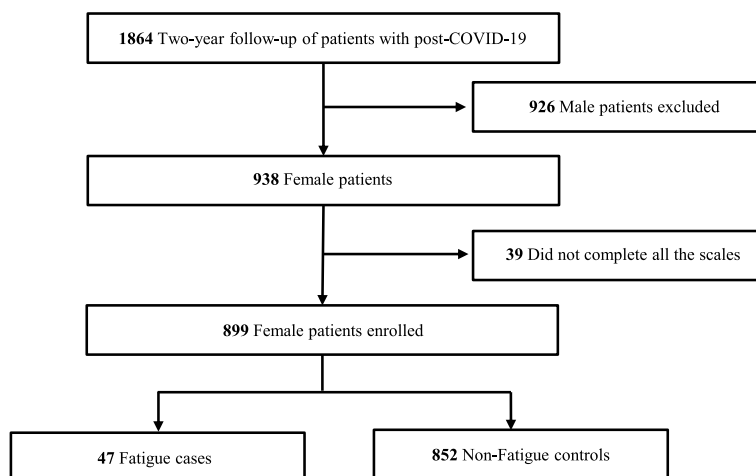 1864 Two-year follow-up of patients with post-COVID-19
926 Male patients excluded
938 Female patients
39 Did not complete all the scales
899 Female patients enrolled
47 Fatigue cases
852 Non-Fatigue controls